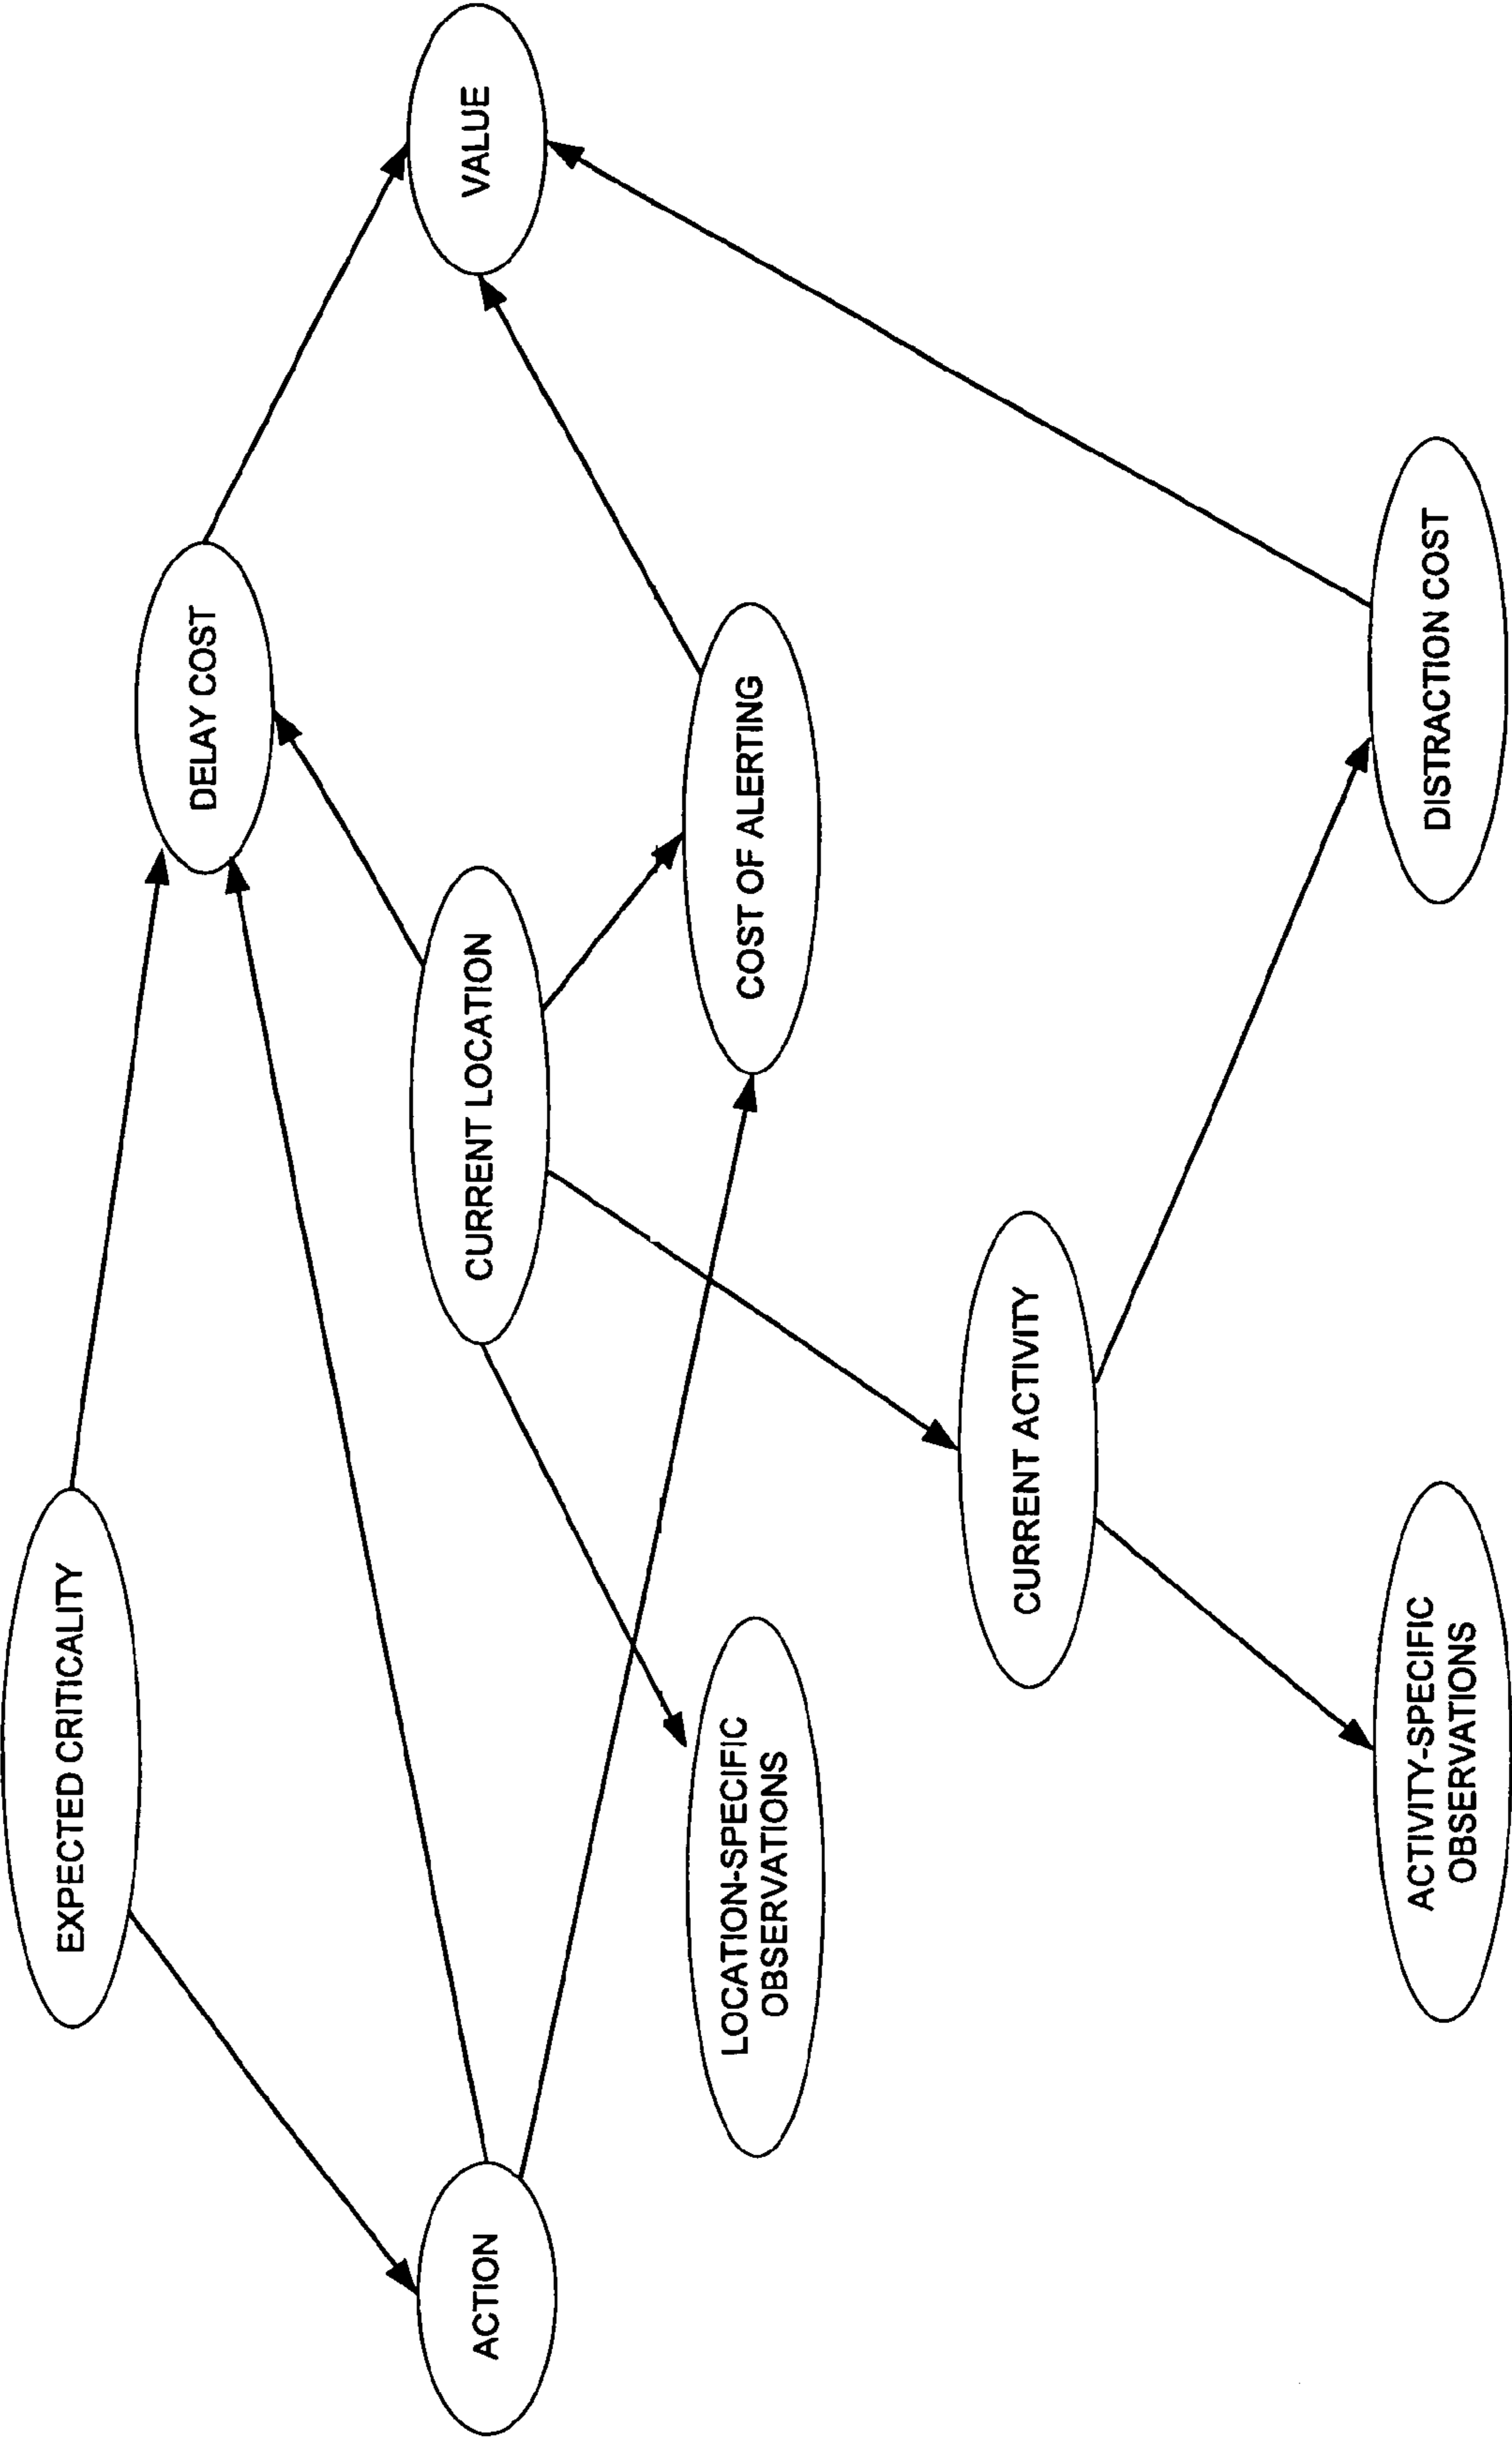 EXPECTED CRITICALITY
DELAY COST
ACTION
CURRENT LOCATION
VALUE
LOCATION-SPECIFIC
OBSERVATIONS
COST OF ALERTING
CURRENT ACTIVITY
ACTIVITY-SPECIFIC
OBSERVATIONS
DISTRACTION COST